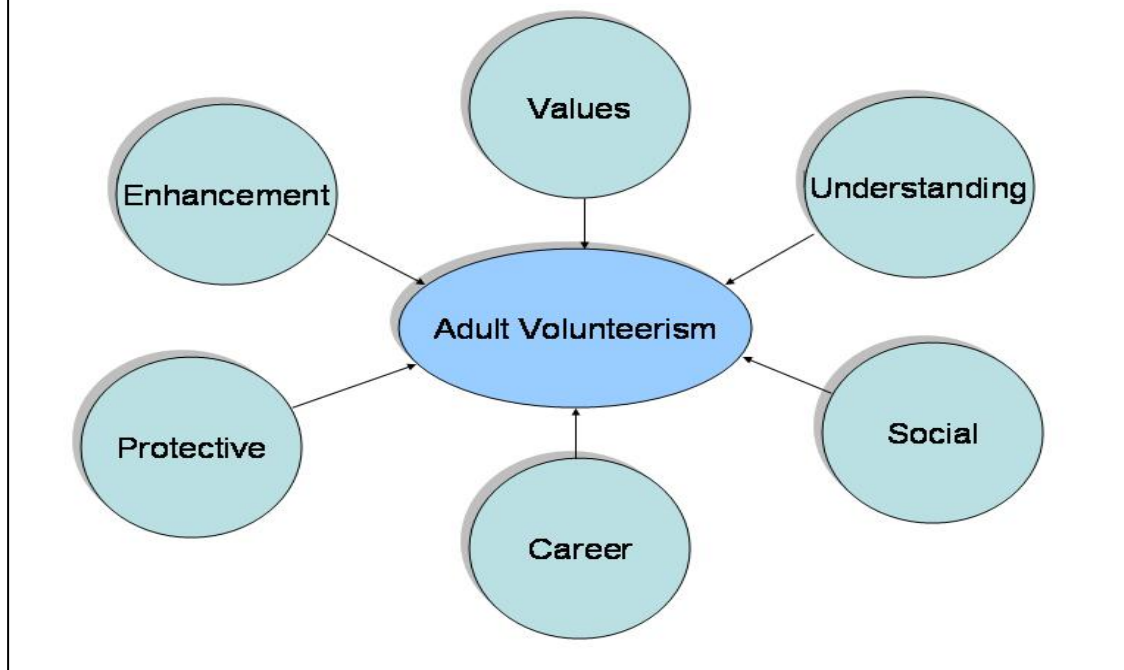 Values
Enhancement
Understanding
Adult Volunteerism
Protective
Social
Career